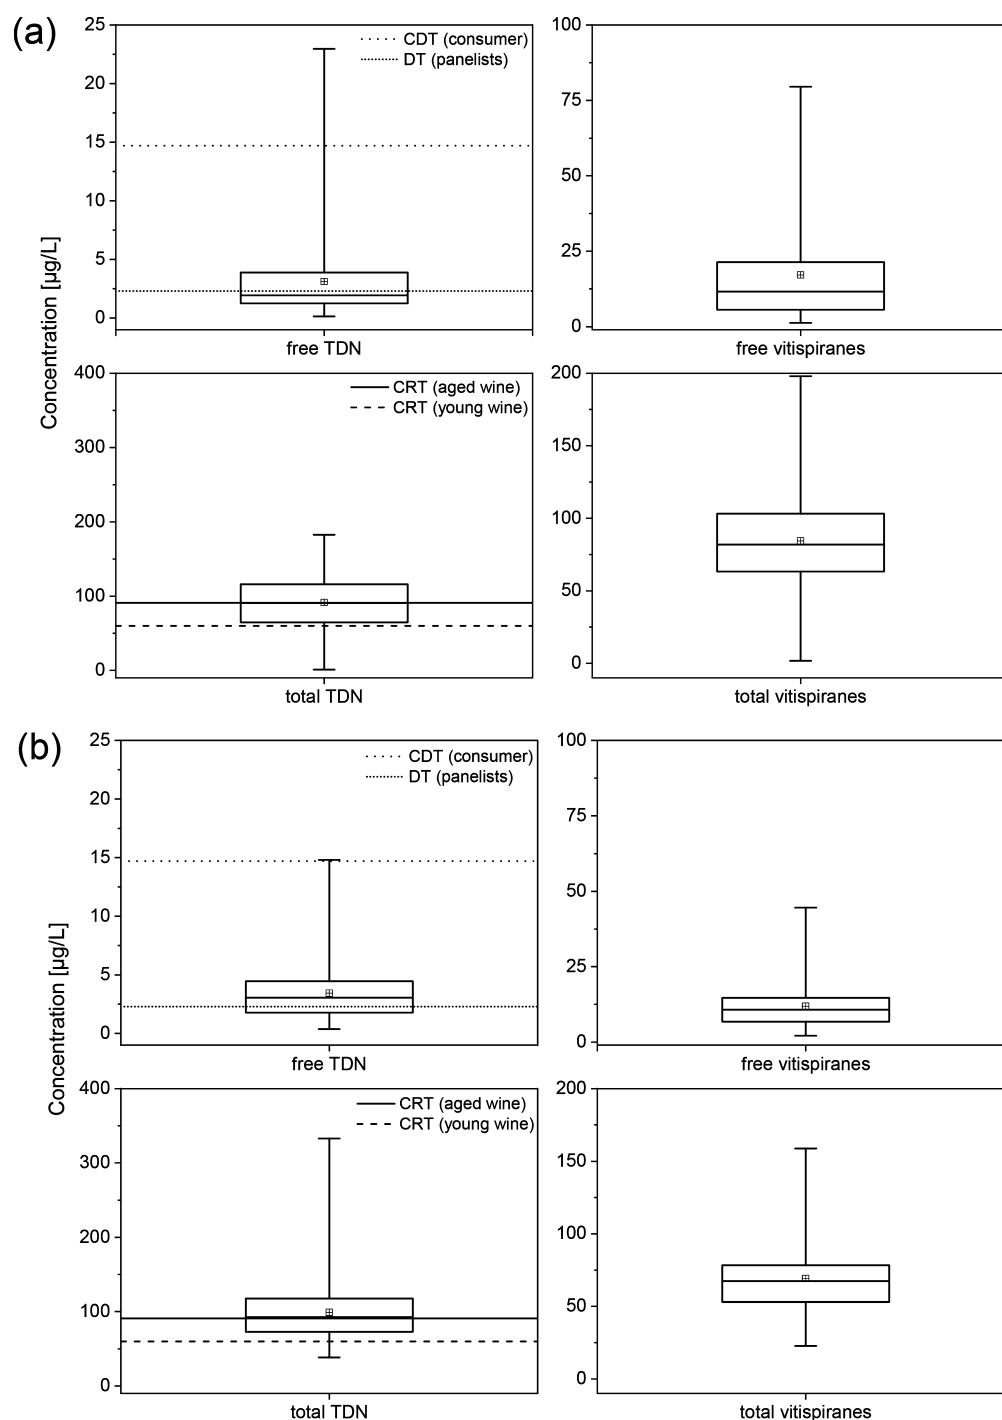 (a)
Concentration [µg/L]
25
20
15
10
5
0
CDT (consumer)
DT (panelists)
free TDN
100
75
50
25
0
free vitispiranes
400
300
200
100
0
CRT (aged wine)
CRT (young wine)
total TDN
200
150
100
50
0
total vitispiranes
(b)
Concentration [µg/L]
25
20
15
10
5
0
CDT (consumer)
DT (panelists)
free TDN
100
75
50
25
0
free vitispiranes
400
300
200
100
0
CRT (aged wine)
CRT (young wine)
total TDN
200
150
100
50
0
total vitispiranes